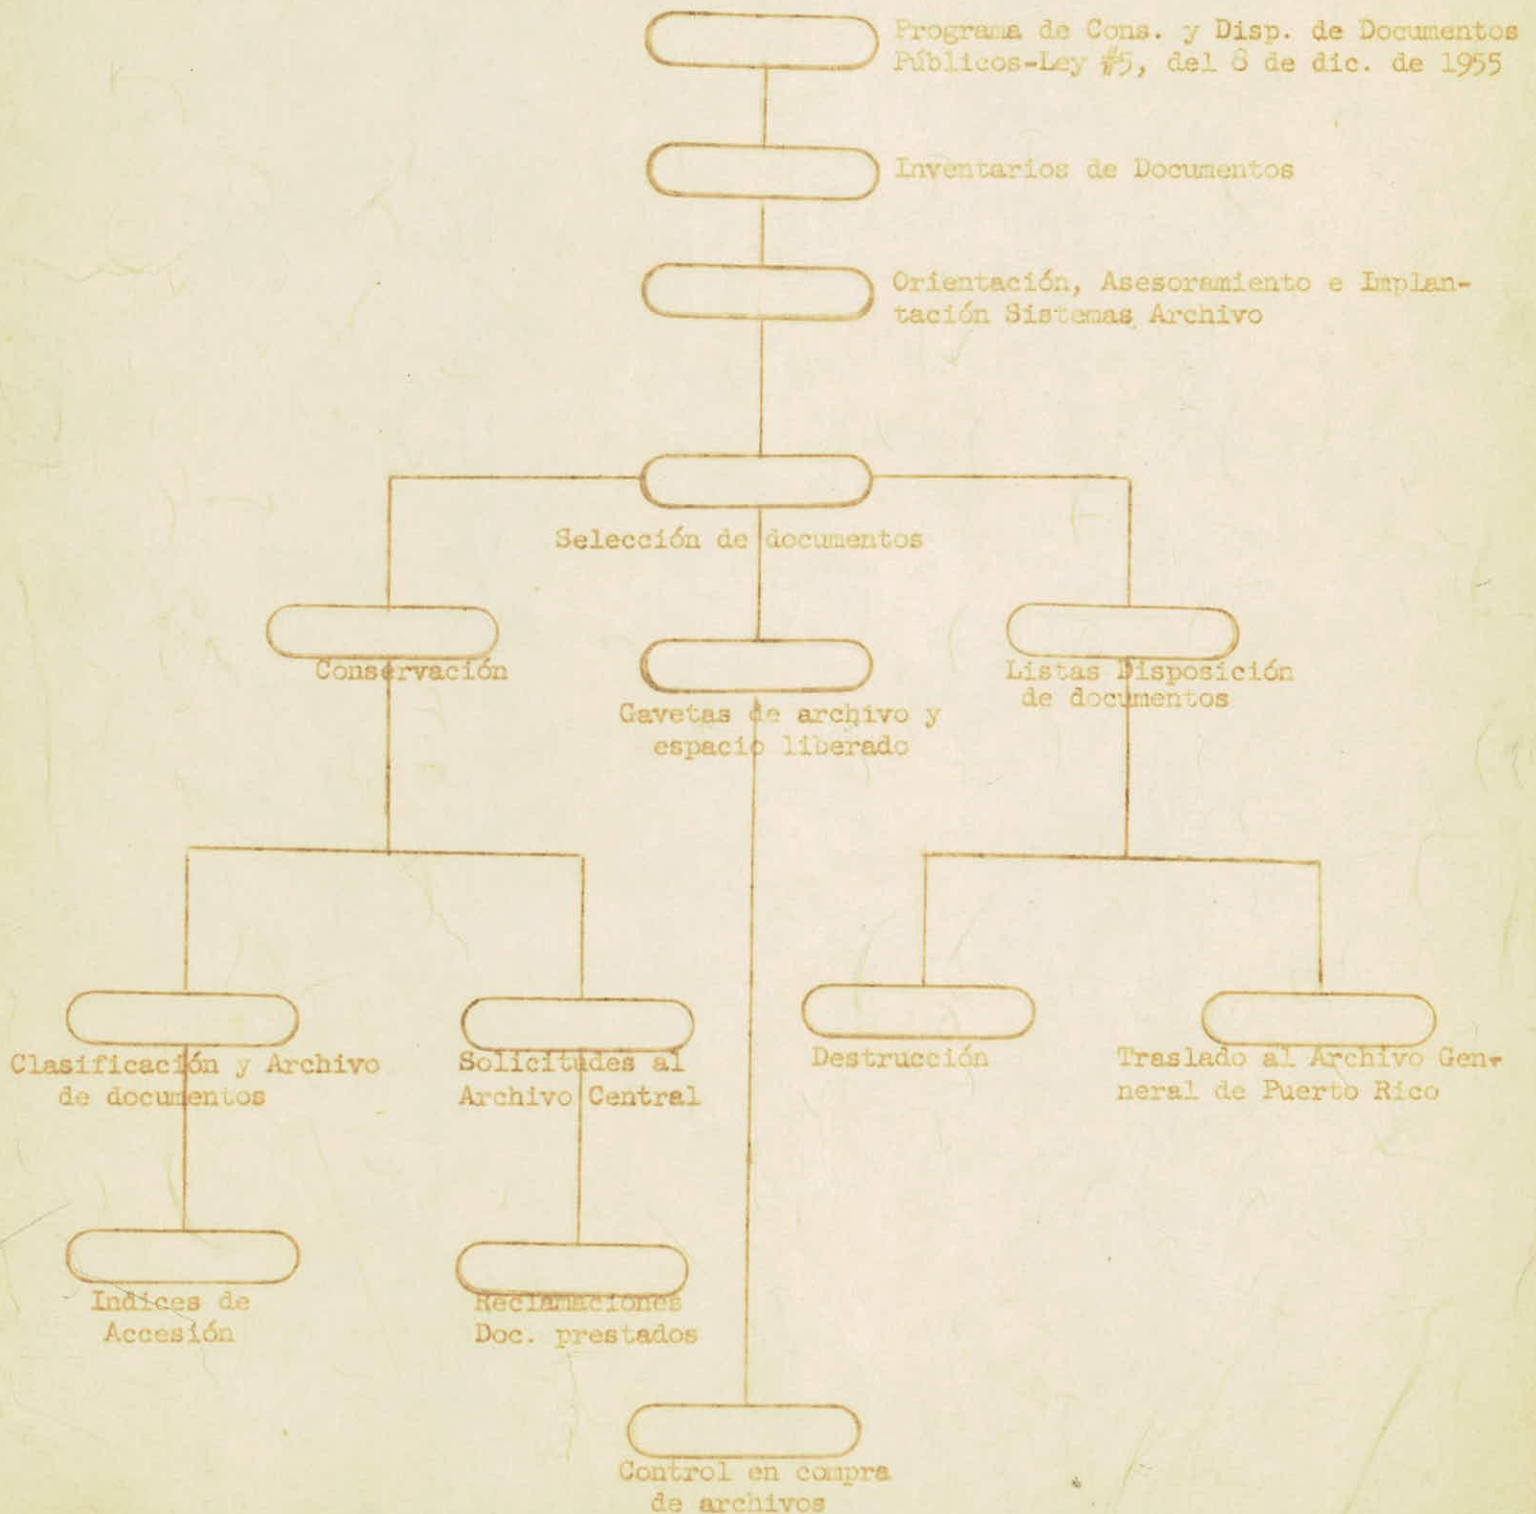 Programa de Cons. y Disp. de Documentos
Públicos-Ley #5, del 8 de dic. de 1955
Inventarios de Documentos
Orientación, Asesoramiento e Implan-
tación Sistemas Archivo
Selección de documentos
Conservación
Gavetas de archivo y
espacio liberado
Listas Disposición
de documentos
Clasificación y Archivo
de documentos
Solicitudes al
Archivo Central
Destrucción
Traslado al Archivo Gen-
neral de Puerto Rico
Indices de
Accesión
Reclamaciones
Doc. prestados
Control en compra
de archivos